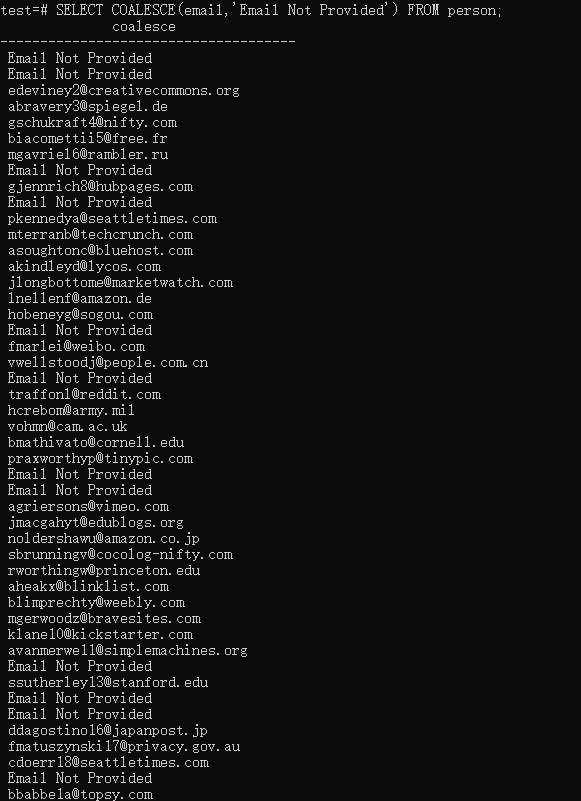 test=# SELECT COALESCE(email,'Email Not Provided') FROM person;
coalesce
-------------------------------------
Email Not Provided
Email Not Provided
edeviney2@creativecommons.org
abravery3@spiegel.de
gschukraft4@nifty.com
biacomettii5@free.fr
mgavriel6@rambler.ru
Email Not Provided
gjennrich8@hubpages.com
Email Not Provided
pkennedya@seattletimes.com
mterranb@techcrunch.com
asoughtonc@bluehost.com
akindleyd@lycos.com
jlongbottome@marketwatch.com
lnellenf@amazon.de
hobeneyg@sogou.com
Email Not Provided
fmarlei@weibo.com
vwellstoodj@people.com.cn
Email Not Provided
traffonl@reddit.com
hcrebom@army.mil
vohmn@cam.ac.uk
bmathivato@cornell.edu
praxworthyp@tinypic.com
Email Not Provided
Email Not Provided
agriersons@vimeo.com
jmacgahyt@edublogs.org
noldershawu@amazon.co.jp
sbrunningv@cocolog-nifty.com
rworthingw@princeton.edu
aheakx@blinklist.com
blimprechty@weebly.com
mgerwoodz@bravesites.com
klane10@kickstarter.com
avanmerwe11@simplemachines.org
Email Not Provided
ssutherley13@stanford.edu
Email Not Provided
Email Not Provided
ddagostino16@japanpost.jp
fmatuszynski17@privacy.gov.au
cdoerr18@seattletimes.com
Email Not Provided
bbabbela@topsy.com